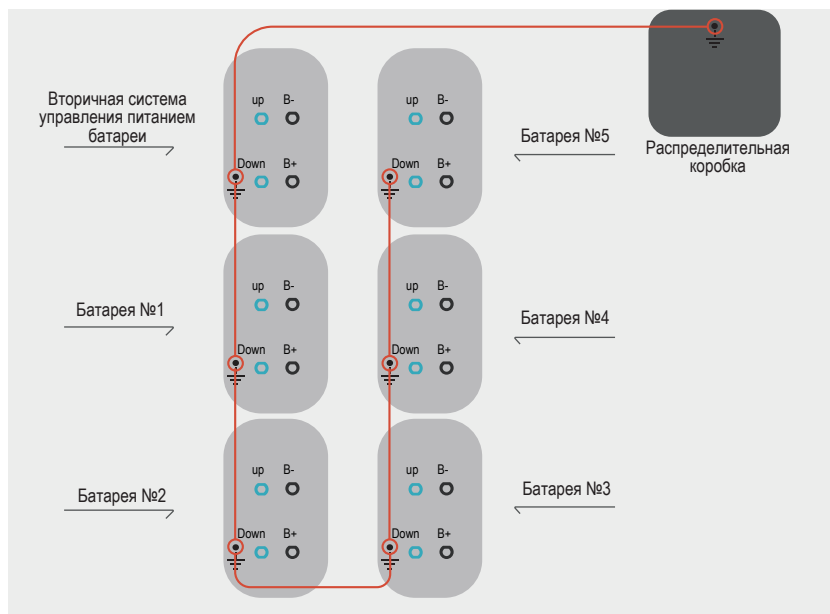 Вторичная система
управления питанием
батареи
up B-
Down B+
up B-
Down B+
Батарея №5
Распределительная
коробка
Батарея №1
up B-
Down B+
up B-
Down B+
Батарея №4
Батарея №2
up B-
Down B+
up B-
Down B+
Батарея №3